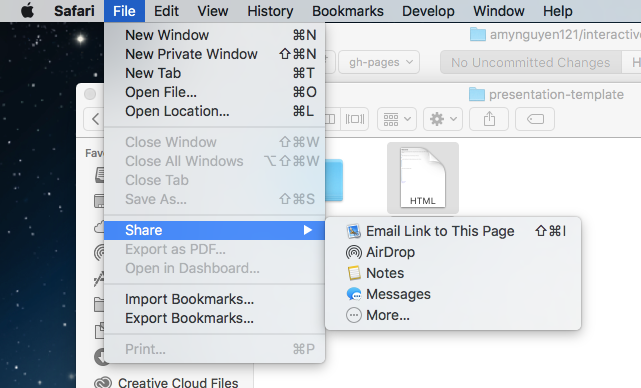 Safari File Edit View History Bookmarks Develop Window Help
New Window ⌘N
New Private Window ⇧⌘N
New Tab ⌘T
Open File... ⌘O
Open Location... ⌘L
Close Window ⇧⌘W
Close All Windows ⌥⇧⌘W
Close Tab
Save As... ⇧⌘S
Share
Export as PDF...
Open in Dashboard...
Import Bookmarks...
Export Bookmarks...
Print... ⌘P
Email Link to This Page ⇧⌘I
AirDrop
Notes
Messages
More...
amynguyen121/interactive
gh-pages No Uncommitted Changes H
presentation-template
Favo
HTML
Creative Cloud Files